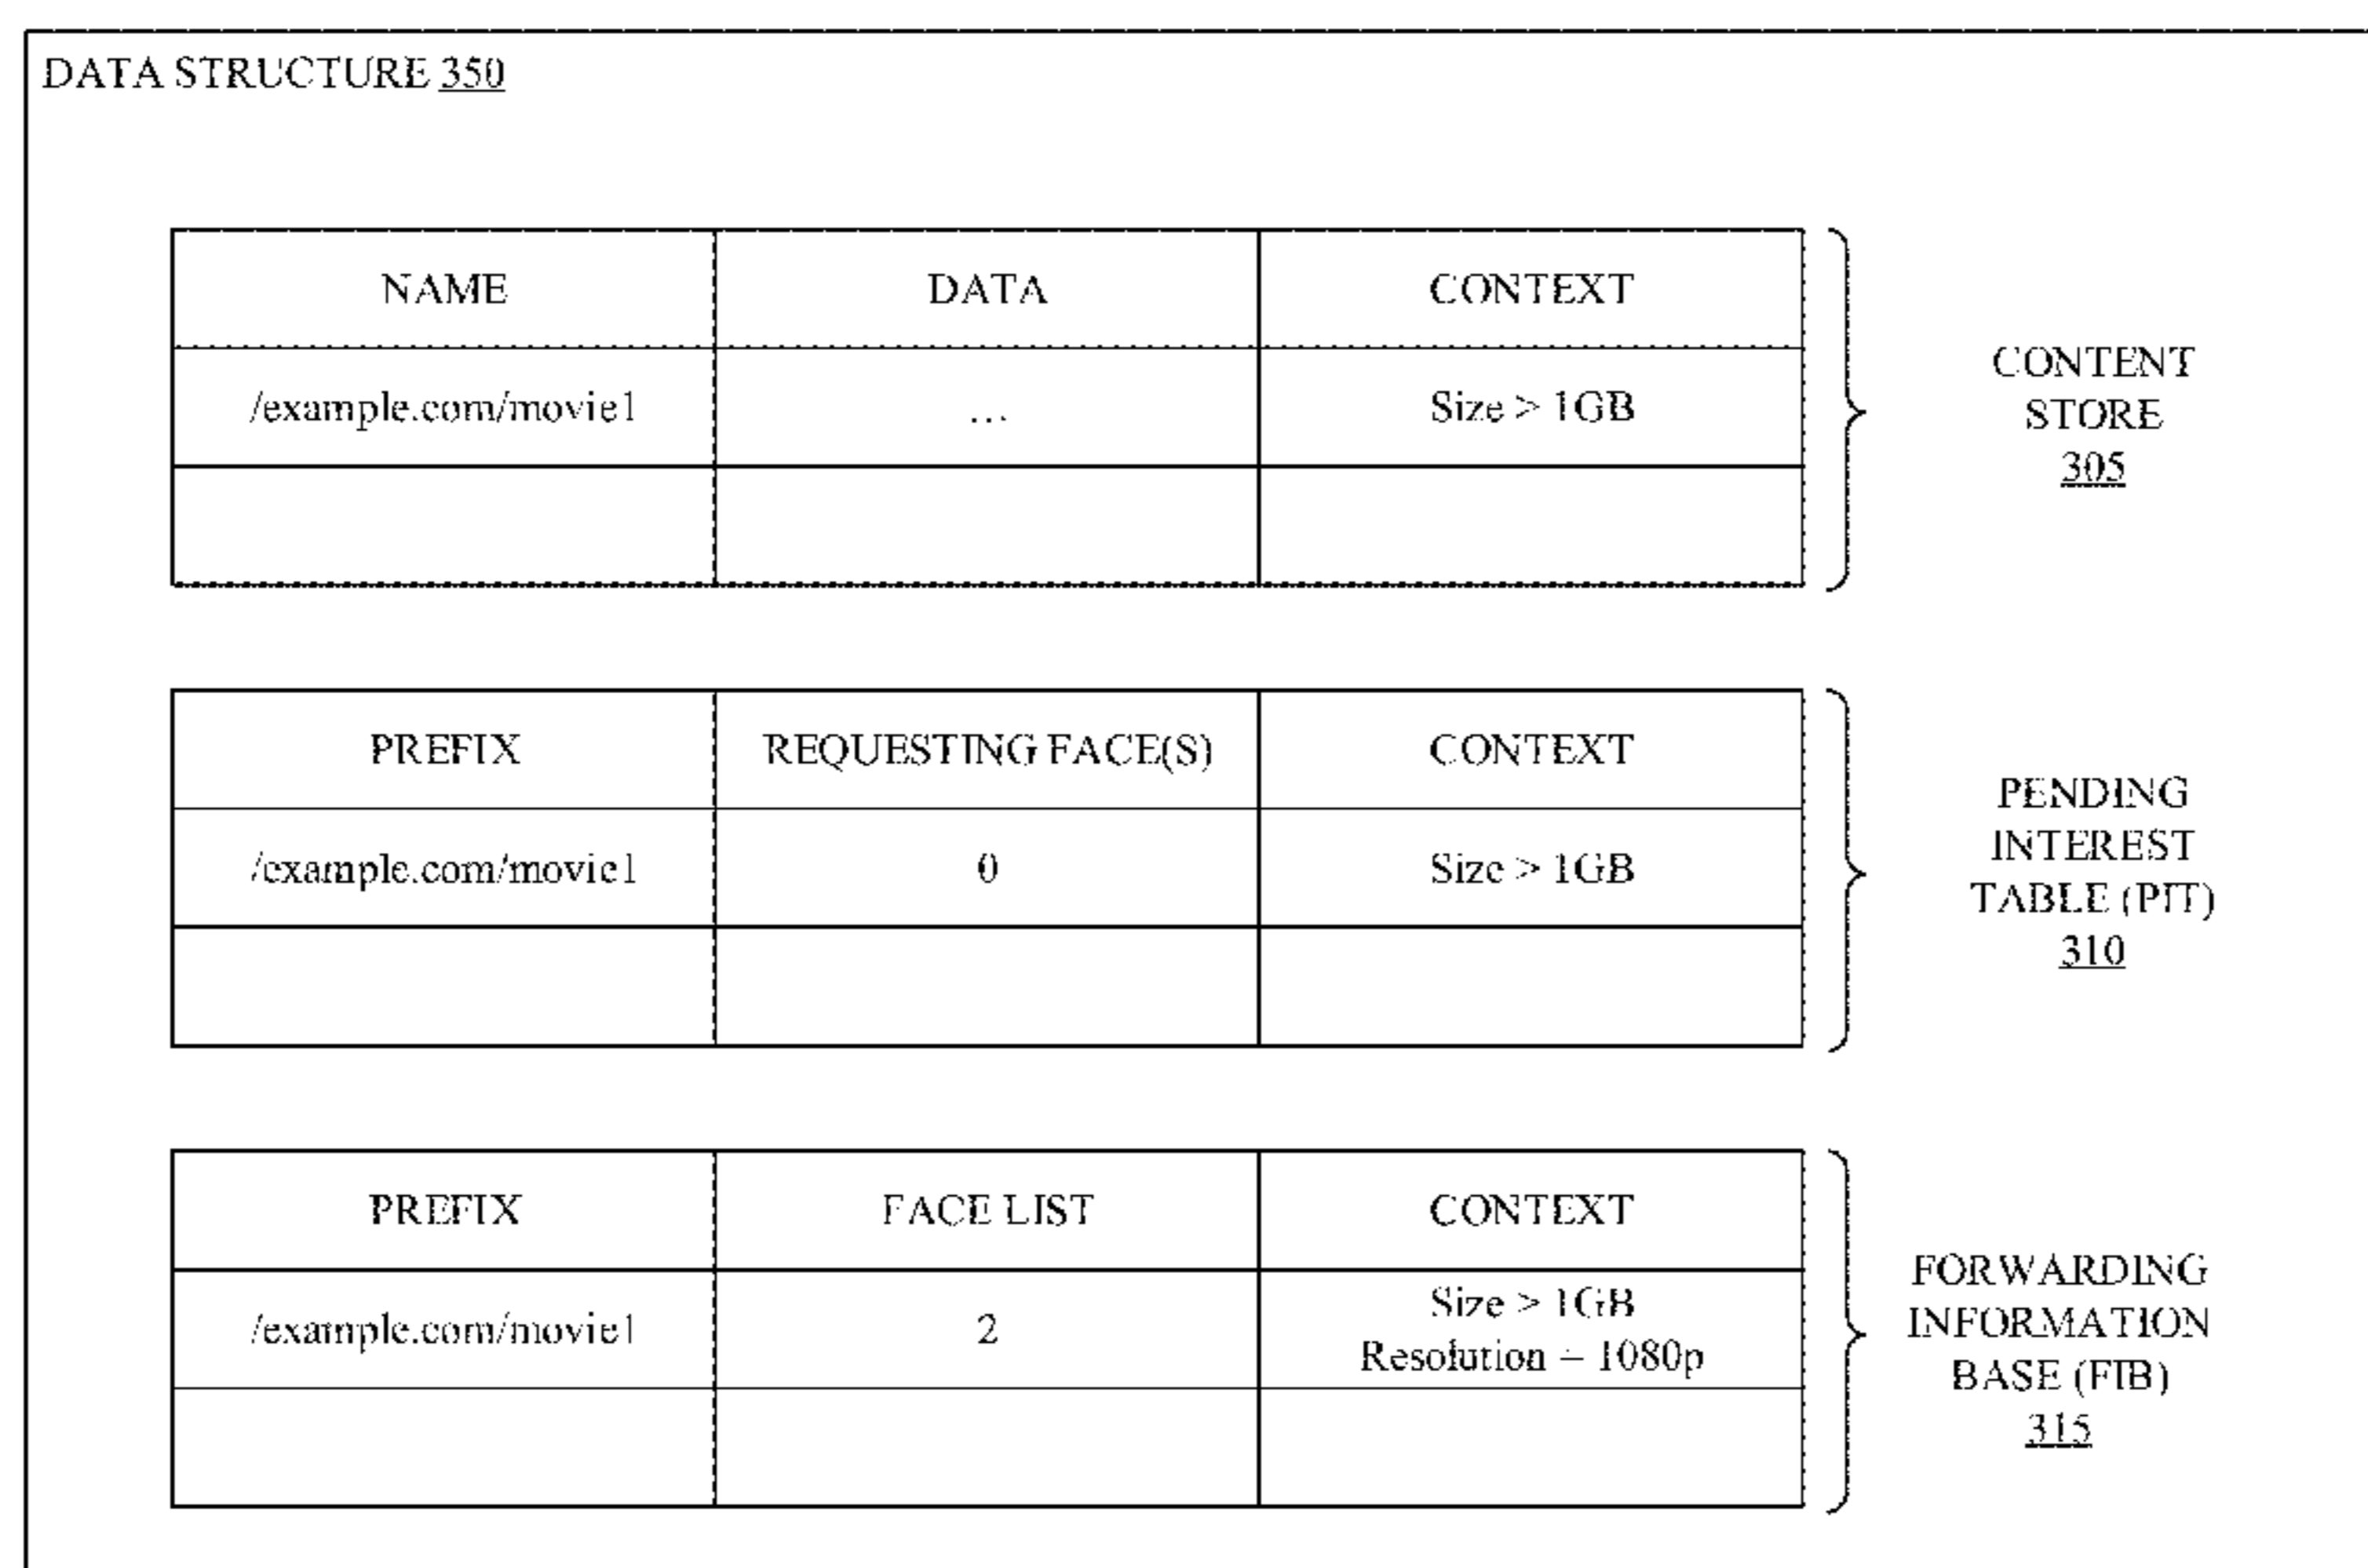 DATA STRUCTURE 350
NAME DATA CONTEXT
/example.com/movie1 ... Size > 1GB
CONTENT
STORE
305
PREFIX REQUESTING FACE(S) CONTEXT
/example.com/movie1 0 Size > 1GB
PENDING
INTEREST
TABLE (PIT)
310
PREFIX FACE LIST CONTEXT
/example.com/movie1 2 Size > 1GB
Resolution = 1080p
FORWARDING
INFORMATION
BASE (FIB)
315